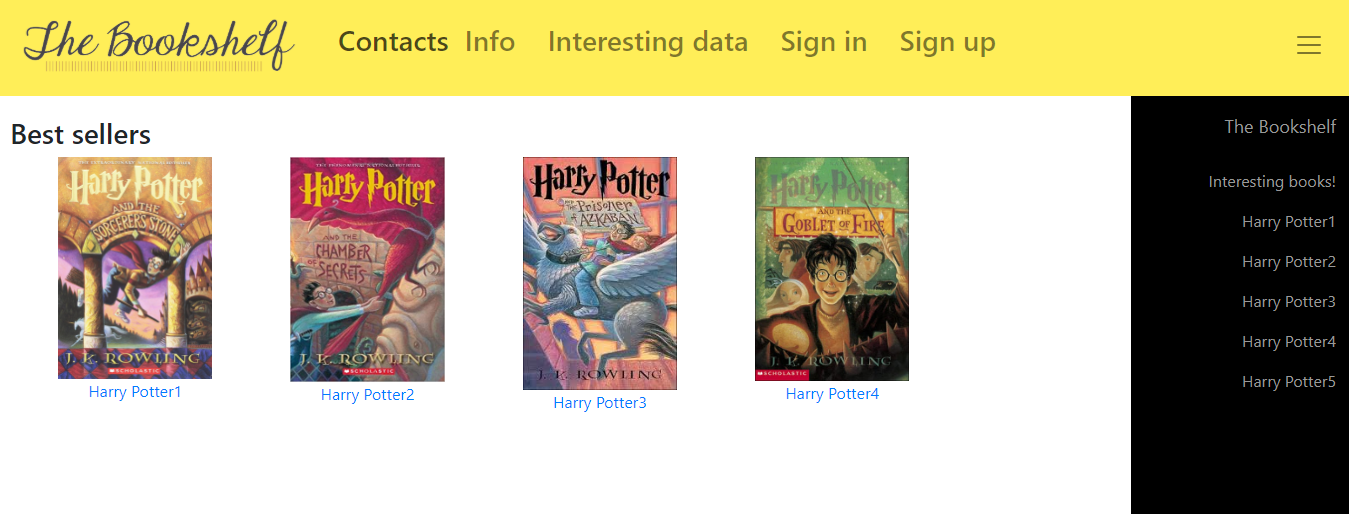 The Bookshelf
Contacts Info Interesting data Sign in Sign up
Best sellers
Harry Potter
AND THE
SORCERER'S STONE
J. K. ROWLING
SCHOLASTIC
Harry Potter1
Harry Potter
AND THE
CHAMBER
OF
SECRETS
J. K. ROWLING
SCHOLASTIC
Harry Potter2
Harry Potter
AND THE
PRISONER
of AZKABAN
J. K. ROWLING
Harry Potter3
Harry Potter
AND THE
GOBLET OF FIRE
J. K. ROWLING
SCHOLASTIC
Harry Potter4
The Bookshelf
Interesting books!
Harry Potter1
Harry Potter2
Harry Potter3
Harry Potter4
Harry Potter5